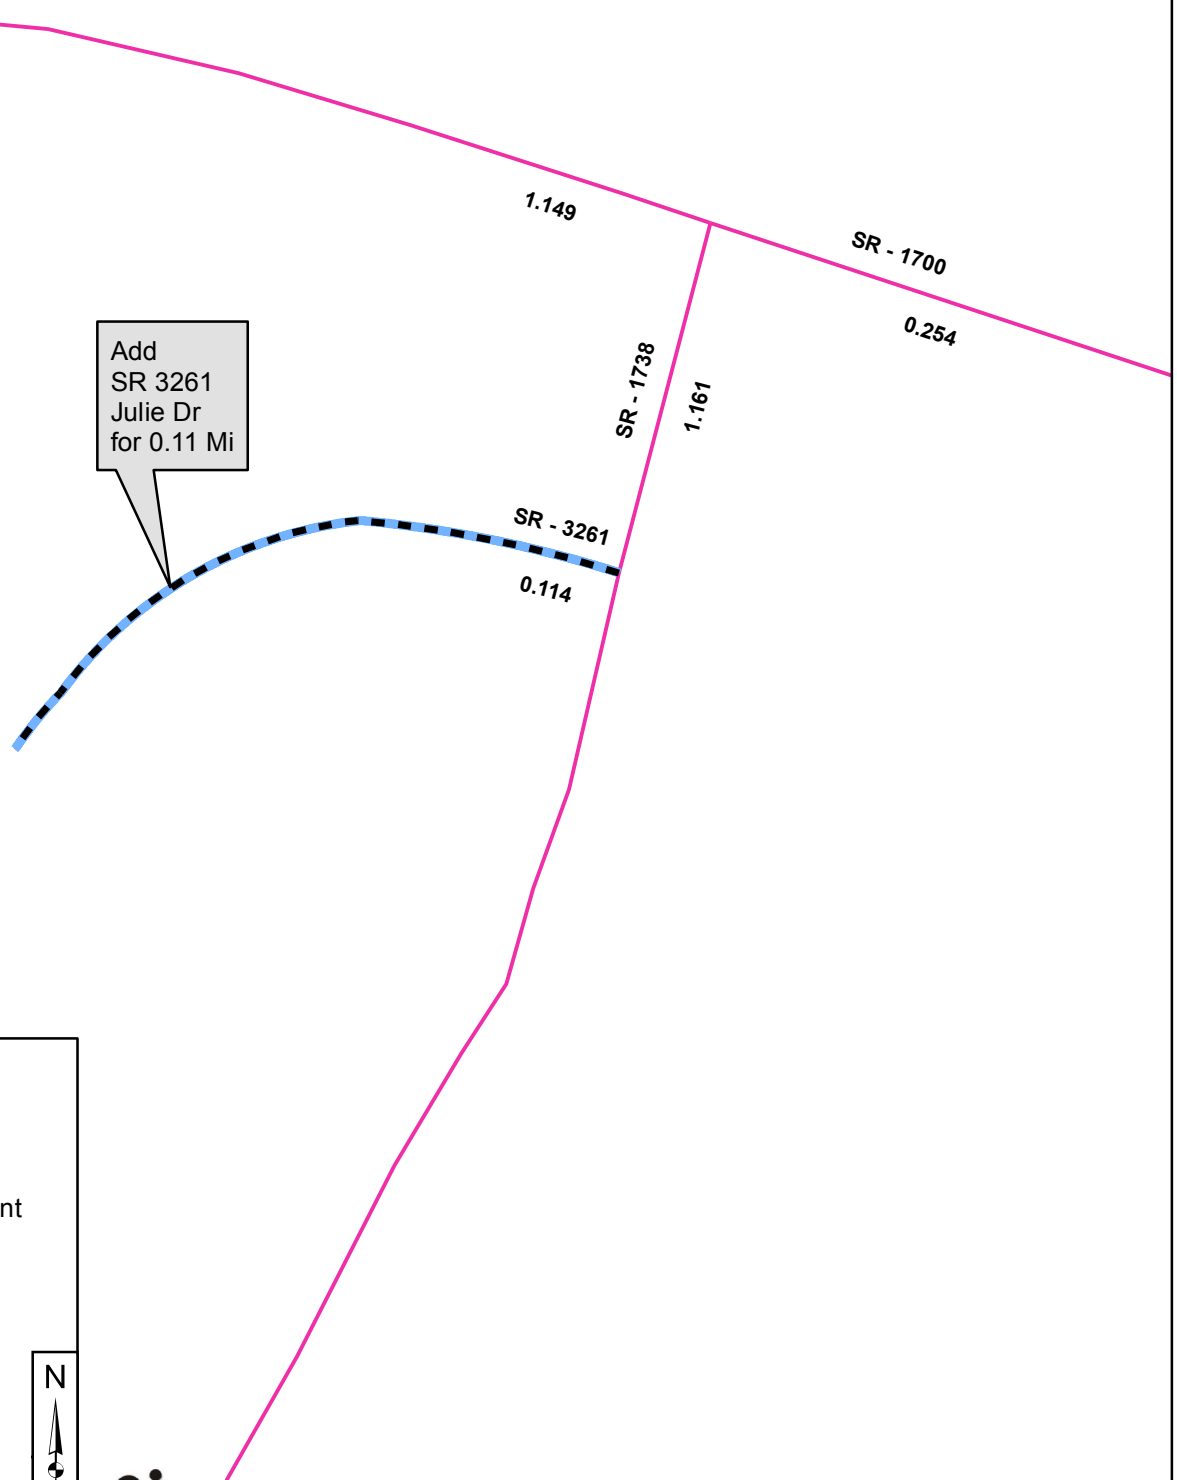 1.149
SR - 1700
0.254
SR - 1738
1.161
Add
SR 3261
Julie Dr
for 0.11 Mi
SR - 3261
0.114
nt
N